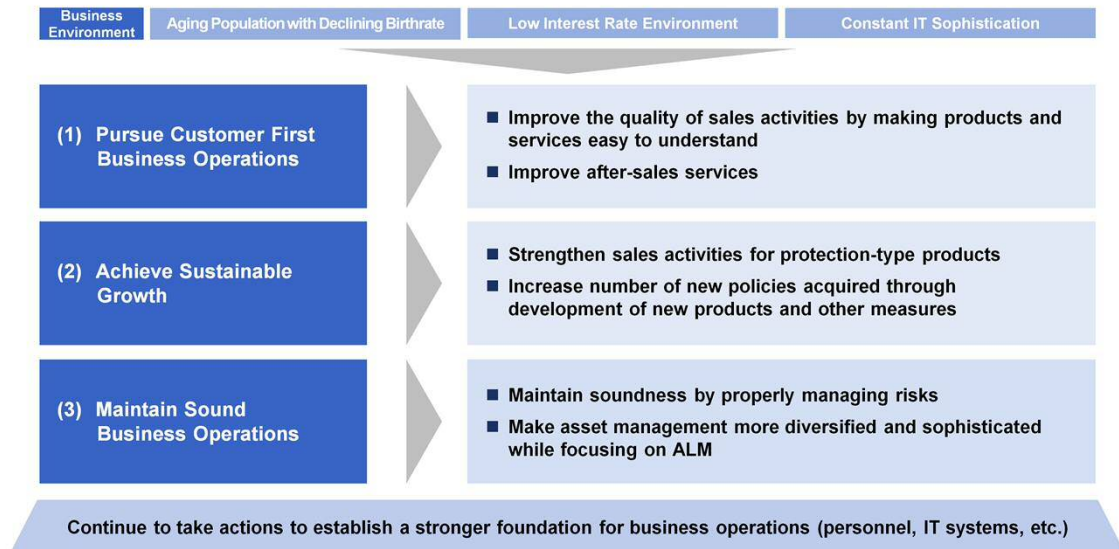 Business
Environment
Aging Population with Declining Birthrate
Low Interest Rate Environment
Constant IT Sophistication
(1) Pursue Customer First
Business Operations
■ Improve the quality of sales activities by making products and
services easy to understand
■ Improve after-sales services
(2) Achieve Sustainable
Growth
■ Strengthen sales activities for protection-type products
■ Increase number of new policies acquired through
development of new products and other measures
(3) Maintain Sound
Business Operations
■ Maintain soundness by properly managing risks
■ Make asset management more diversified and sophisticated
while focusing on ALM
Continue to take actions to establish a stronger foundation for business operations (personnel, IT systems, etc.)